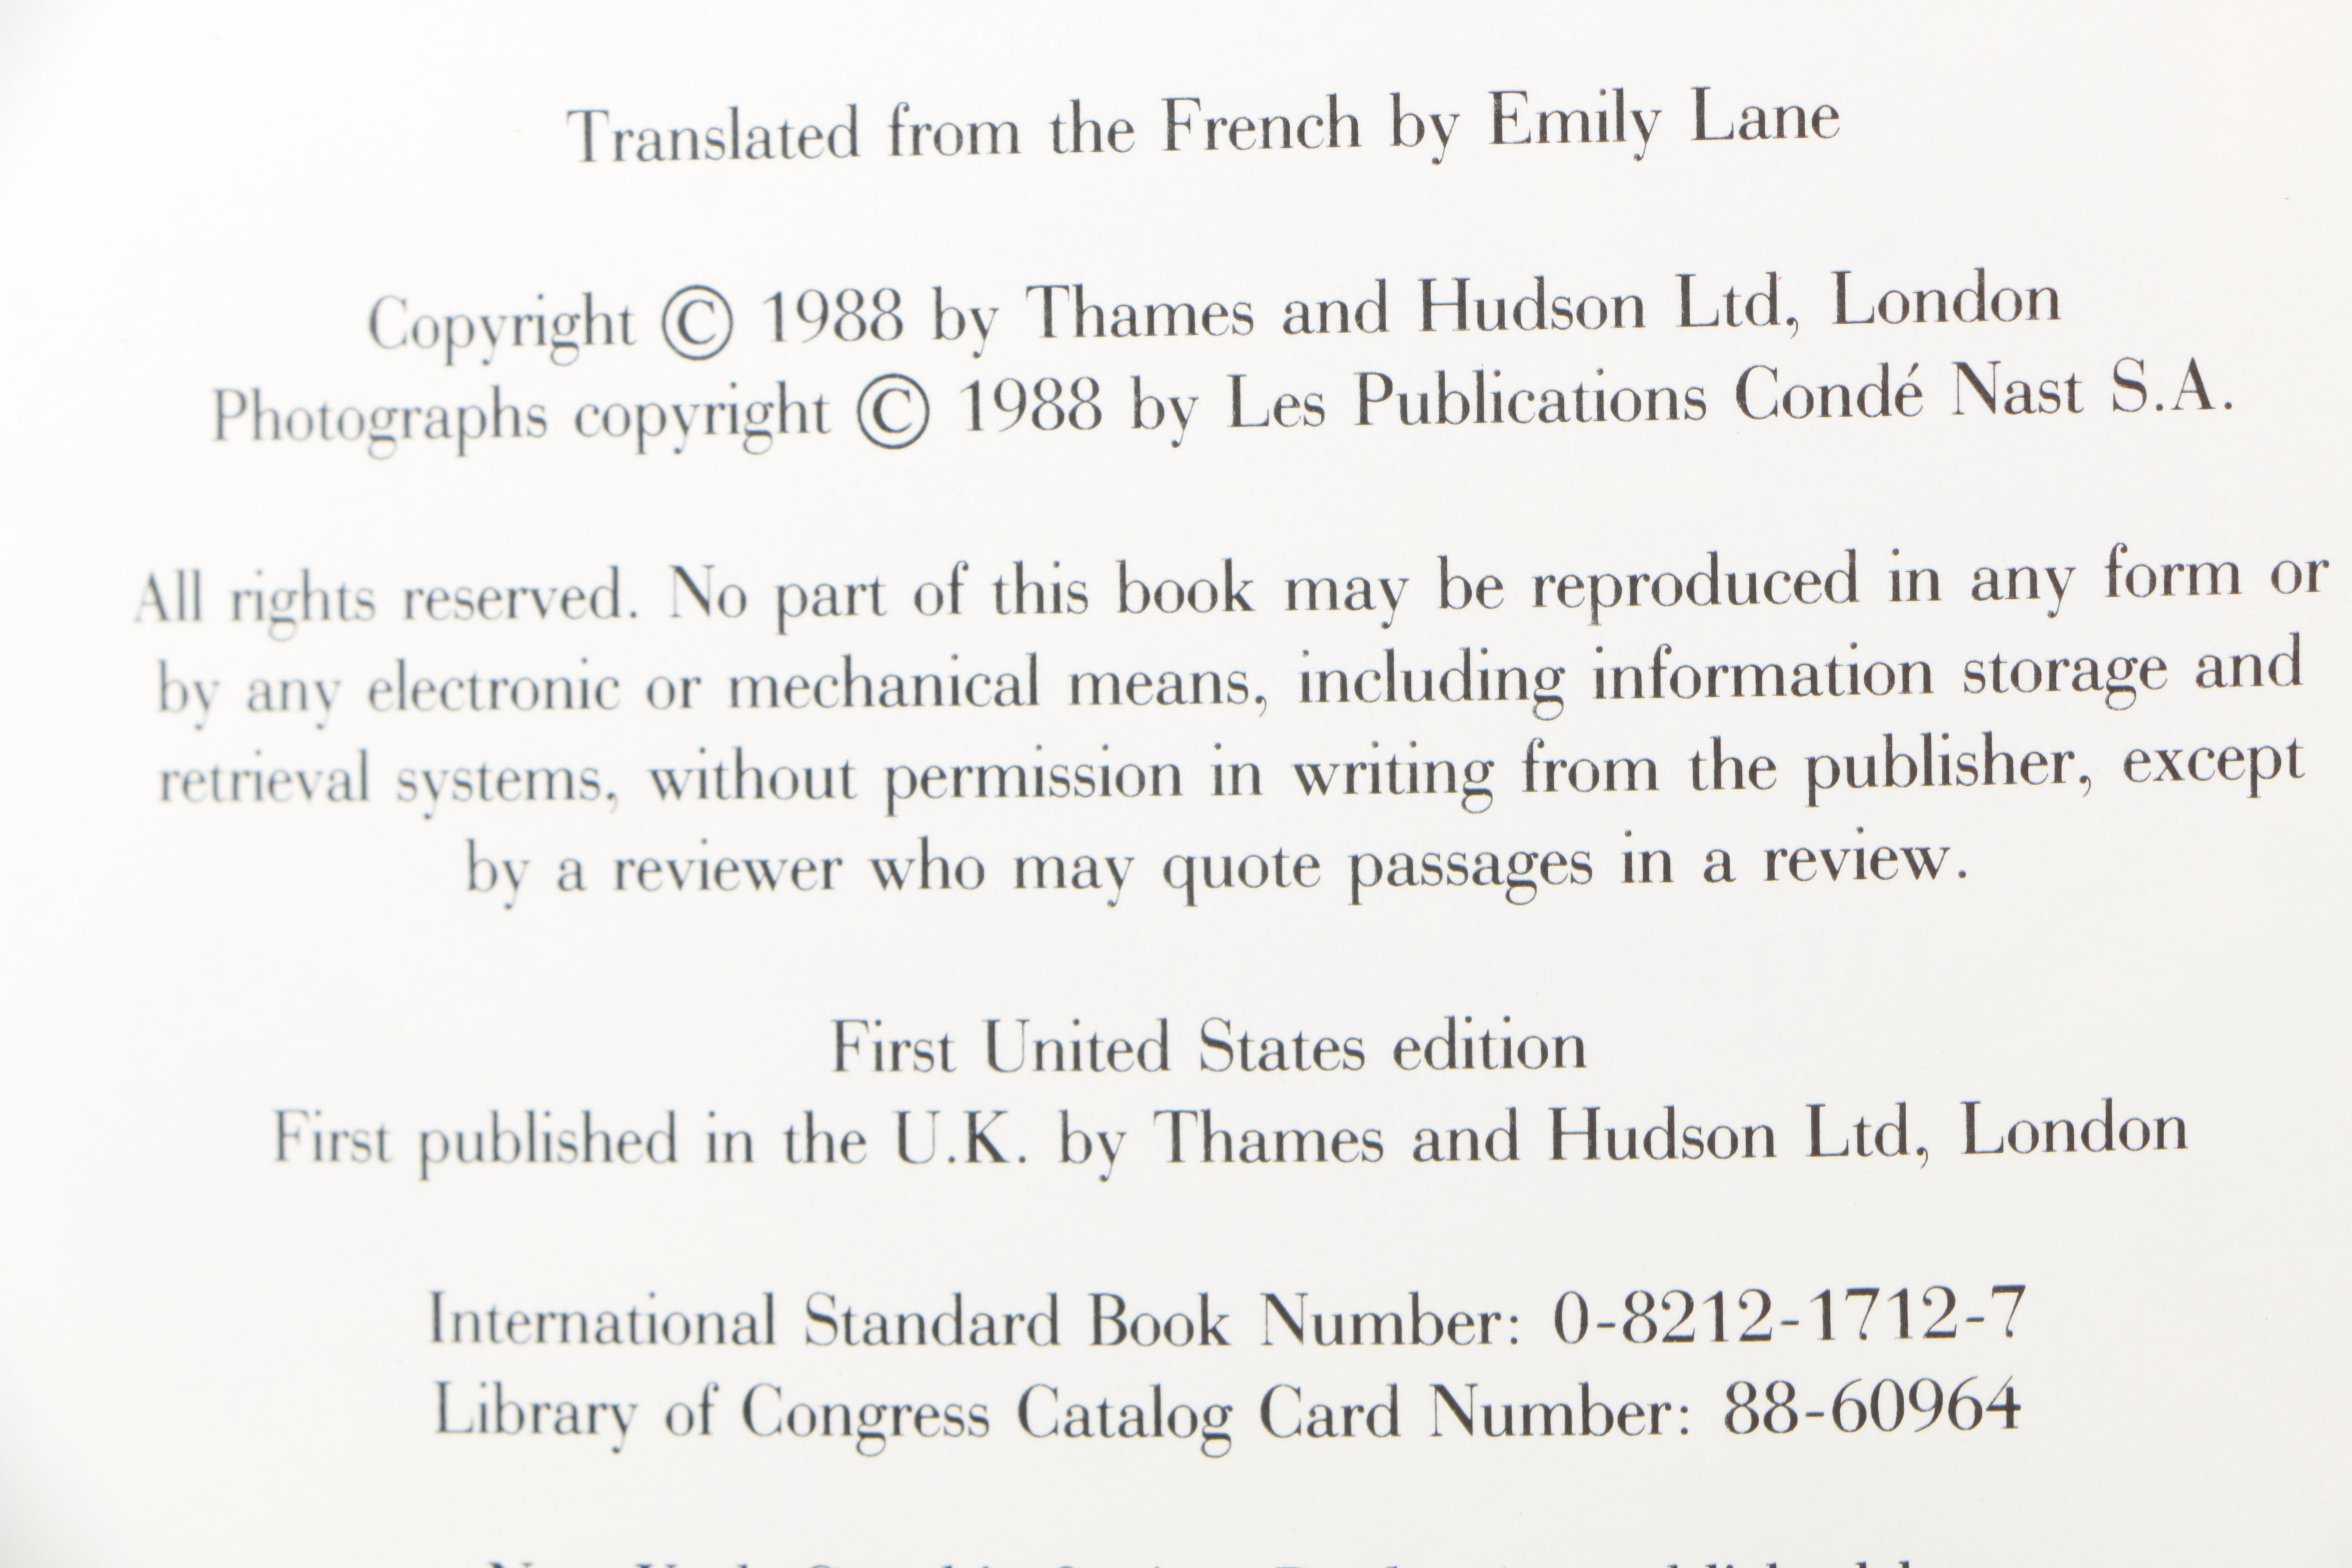 Translated from the French by Emily Lane
Copyright © 1988 by Thames and Hudson Ltd, London
Photographs copyright © 1988 by Les Publications Condé Nast S.A.
All rights reserved. No part of this book may be reproduced in any form or
by any electronic or mechanical means, including information storage and
retrieval systems, without permission in writing from the publisher, except
by a reviewer who may quote passages in a review.
First United States edition
First published in the U.K. by Thames and Hudson Ltd, London
International Standard Book Number: 0-8212-1712-7
Library of Congress Catalog Card Number: 88-60964